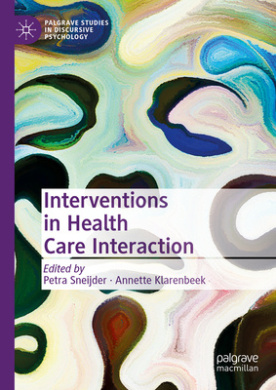 PALGRAVE STUDIES
IN DISCURSIVE
PSYCHOLOGY
Interventions
in Health
Care Interaction
Edited by
Petra Sneijder · Annette Klarenbeek
palgrave
macmillan